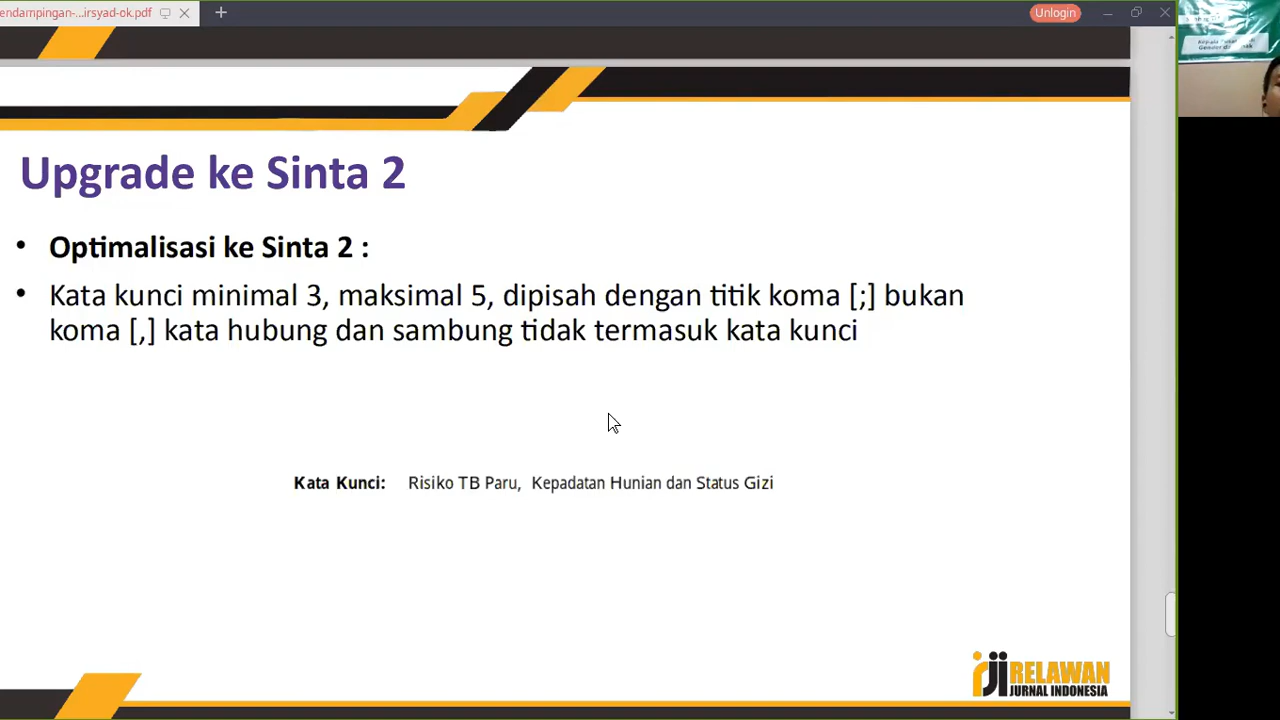 endampingan-...irsyad-ok.pdf
Unlogin
Upgrade ke Sinta 2
• Optimalisasi ke Sinta 2 :
• Kata kunci minimal 3, maksimal 5, dipisah dengan titik koma [;] bukan
koma [,] kata hubung dan sambung tidak termasuk kata kunci
Kata Kunci: Risiko TB Paru, Kepadatan Hunian dan Status Gizi
rji RELAWAN
JURNAL INDONESIA